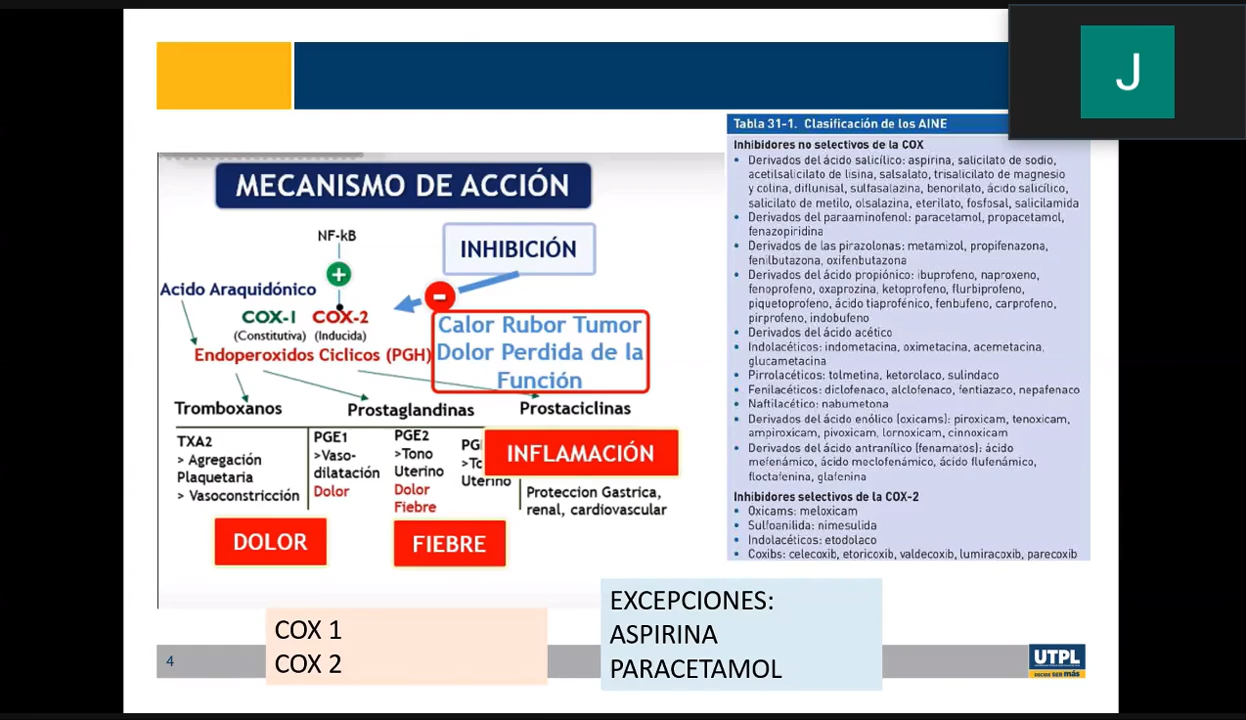 J
MECANISMO DE ACCIÓN
NF-kB
INHIBICIÓN
+
-
Acido Araquidónico
COX-1 COX-2
(Constitutiva) (Inducida)
Endoperoxidos Ciclicos (PGH)
Calor Rubor Tumor
Dolor Perdida de la
Función
Tromboxanos
Prostaglandinas
Prostaciclinas
TXA2
> Agregación
Plaquetaria
> Vasoconstricción
PGE1
>Vaso-
dilatación
Dolor
PGE2
>Tono
Uterino
Dolor
Fiebre
Uterino
INFLAMACIÓN
Proteccion Gastrica,
renal, cardiovascular
DOLOR
FIEBRE
Tabla 31-1. Clasificación de los AINE
Inhibidores no selectivos de la COX
• Derivados del ácido salicílico: aspirina, salicilato de sodio,
acetilsalicilato de lisina, salsalato, trisalicilato de magnesio
y colina, diflunisal, sulfasalazina, benorilato, ácido salicílico,
salicilato de metilo, olsalazina, eterilato, fosfosal, salicilamida
• Derivados del paraaminofenol: paracetamol, propacetamol,
fenazopiridina
• Derivados de las pirazolonas: metamizol, propifenazona,
fenilbutazona, oxifenbutazona
• Derivados del ácido propiónico: ibuprofeno, naproxeno,
fenoprofeno, oxaprozina, ketoprofeno, flurbiprofeno,
piquetoprofeno, ácido tiaprofénico, fenbufeno, carprofeno,
pirprofeno, indobufeno
• Derivados del ácido acético
• Indolacéticos: indometacina, oximetacina, acemetacina,
glucametacina
• Pirrolacéticos: tolmetina, ketorolaco, sulindaco
• Fenilacéticos: diclofenaco, alclofenaco, fentiazaco, nepafenaco
• Naftilacético: nabumetona
• Derivados del ácido enólico (oxicams): piroxicam, tenoxicam,
ampiroxicam, pivoxicam, lornoxicam, cinnoxicam
• Derivados del ácido antranílico (fenamatos): ácido
mefenámico, ácido meclofenámico, ácido flufenámico,
floctafenina, glafenina
Inhibidores selectivos de la COX-2
• Oxicams: meloxicam
• Sulfoanilida: nimesulida
• Indolacéticos: etodolaco
• Coxibs: celecoxib, etoricoxib, valdecoxib, lumiracoxib, parecoxib
COX 1
COX 2
EXCEPCIONES:
ASPIRINA
PARACETAMOL
4
UTPL
DECIDE SER más